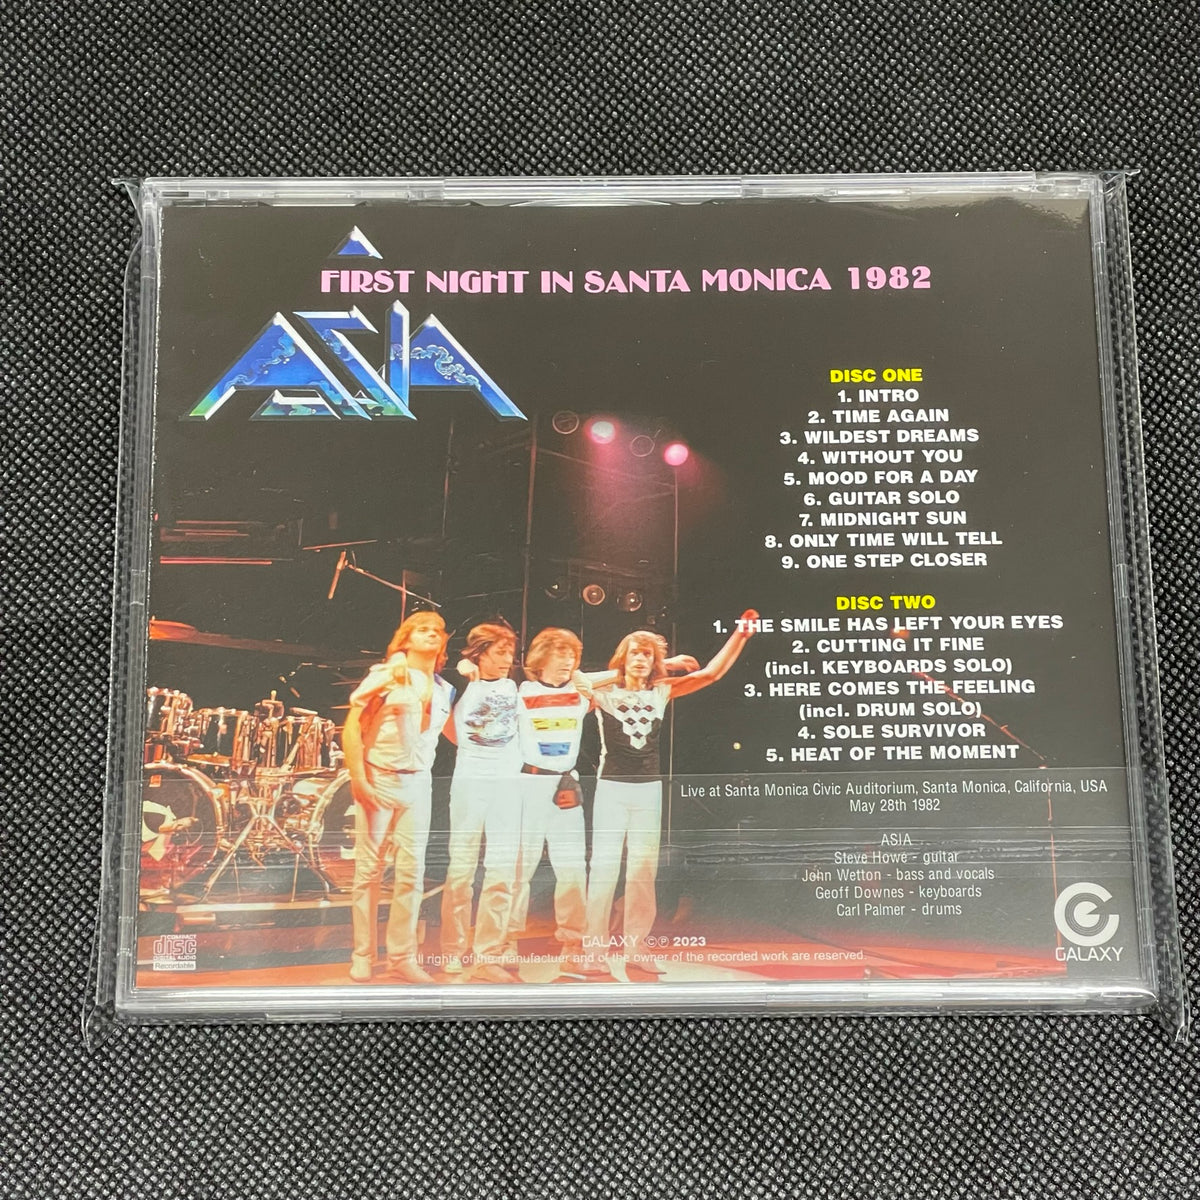 FIRST NIGHT IN SANTA MONICA 1982
ASIA
DISC ONE
1. INTRO
2. TIME AGAIN
3. WILDEST DREAMS
4. WITHOUT YOU
5. MOOD FOR A DAY
6. GUITAR SOLO
7. MIDNIGHT SUN
8. ONLY TIME WILL TELL
9. ONE STEP CLOSER
DISC TWO
1. THE SMILE HAS LEFT YOUR EYES
2. CUTTING IT FINE
(incl. KEYBOARDS SOLO)
3. HERE COMES THE FEELING
(incl. DRUM SOLO)
4. SOLE SURVIVOR
5. HEAT OF THE MOMENT
Live at Santa Monica Civic Auditorium, Santa Monica, California, USA
May 28th 1982
ASIA
Steve Howe - guitar
John Wetton - bass and vocals
Geoff Downes - keyboards
Carl Palmer - drums
GALAXY
COMPACT
disc
DIGITAL AUDIO
Recordable
GALAXY ©℗ 2023
All rights of the manufactuer and of the owner of the recorded work are reserved.